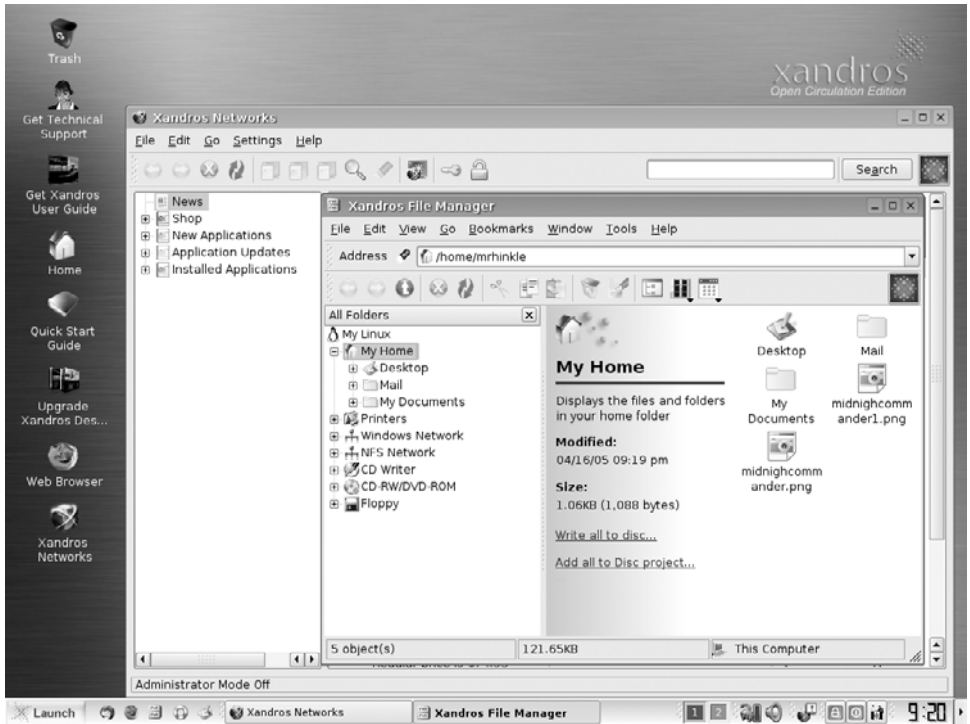 Trash
Get Technical
Support
Get Xandros
User Guide
Home
Quick Start
Guide
Upgrade
Xandros Des...
Web Browser
Xandros
Networks
xandros
Open Circulation Edition
Xandros Networks
File Edit Go Settings Help
Search
News
Shop
New Applications
Application Updates
Installed Applications
Xandros File Manager
File Edit View Go Bookmarks Window Tools Help
Address /home/mrhinkle
All Folders
My Linux
My Home
Desktop
Mail
My Documents
Printers
Windows Network
NFS Network
CD Writer
CD-RW/DVD-ROM
Floppy
My Home
Displays the files and folders
in your home folder
Modified:
04/16/05 09:19 pm
Size:
1.06KB (1,088 bytes)
Write all to disc...
Add all to Disc project...
Desktop
Mail
My
Documents
midnighcomm
ander1.png
midnighcomm
ander.png
5 object(s) 121.65KB This Computer
Administrator Mode Off
Launch Xandros Networks Xandros File Manager 1 2 9:20